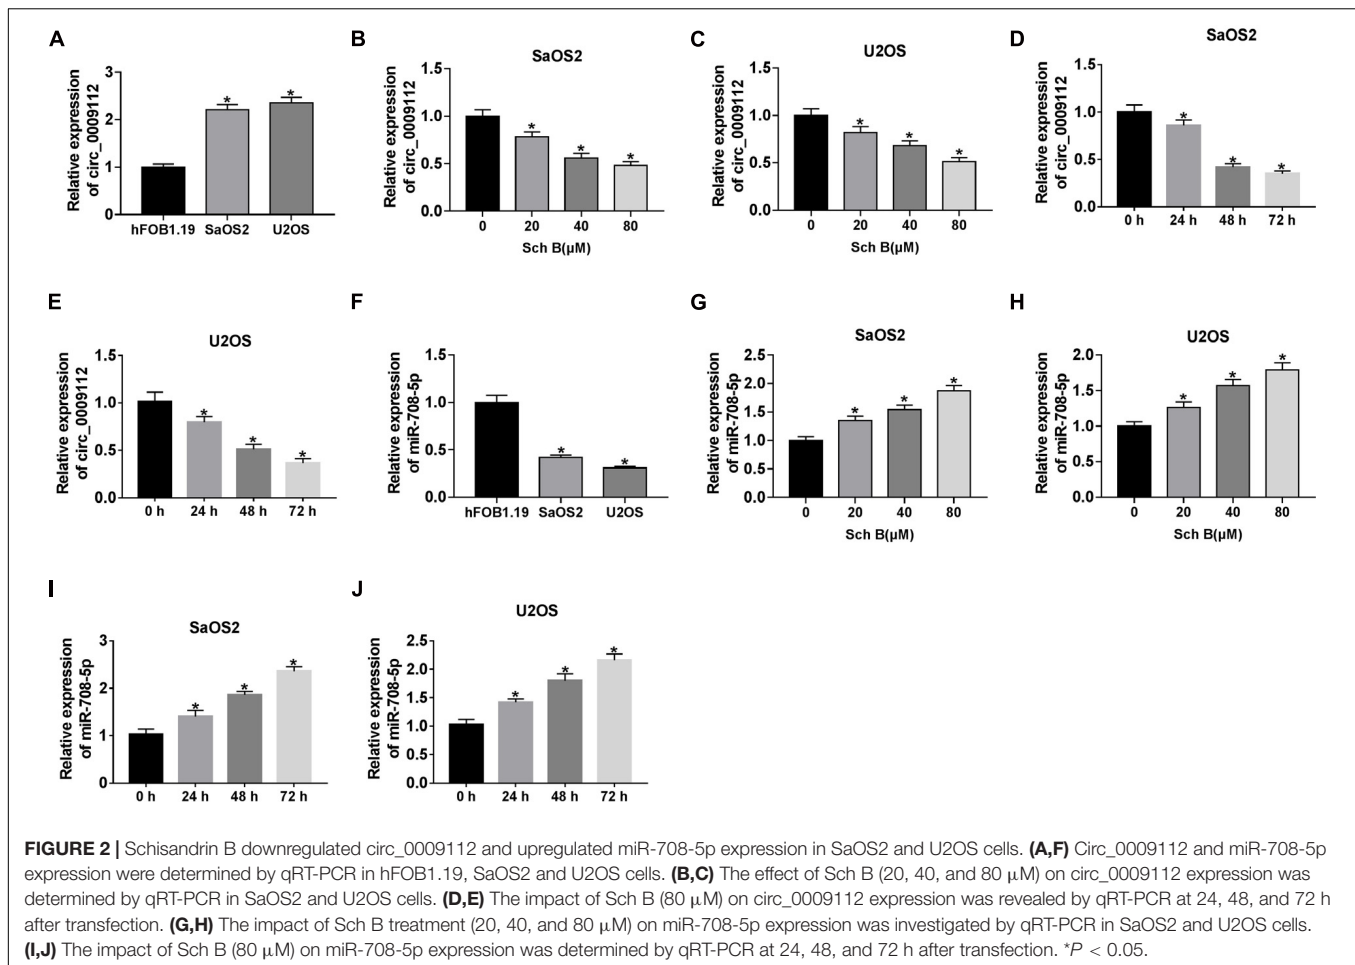 A
Relative expression
of circ_0009112
3
2
1
0
*
*
hFOB1.19 SaOS2 U2OS
B
SaOS2
Relative expression
of circ_0009112
1.5
1.0
0.5
0.0
*
*
*
0 20 40 80
Sch B(μM)
C
U2OS
Relative expression
of circ_0009112
1.5
1.0
0.5
0.0
*
*
*
0 20 40 80
Sch B(μM)
D
SaOS2
Relative expression
of circ_0009112
1.5
1.0
0.5
0.0
*
*
*
0 h 24 h 48 h 72 h
E
U2OS
Relative expression
of circ_0009112
1.5
1.0
0.5
0.0
*
*
*
0 h 24 h 48 h 72 h
F
Relative expression
of miR-708-5p
1.5
1.0
0.5
0.0
*
*
hFOB1.19 SaOS2 U2OS
G
SaOS2
Relative expression
of miR-708-5p
2.5
2.0
1.5
1.0
0.5
0.0
*
*
*
0 20 40 80
Sch B(μM)
H
U2OS
Relative expression
of miR-708-5p
2.0
1.5
1.0
0.5
0.0
*
*
*
0 20 40 80
Sch B(μM)
I
SaOS2
Relative expression
of miR-708-5p
3
2
1
0
*
*
*
0 h 24 h 48 h 72 h
J
U2OS
Relative expression
of miR-708-5p
2.5
2.0
1.5
1.0
0.5
0.0
*
*
*
0 h 24 h 48 h 72 h
FIGURE 2 | Schisandrin B downregulated circ_0009112 and upregulated miR-708-5p expression in SaOS2 and U2OS cells. (A,F) Circ_0009112 and miR-708-5p
expression were determined by qRT-PCR in hFOB1.19, SaOS2 and U2OS cells. (B,C) The effect of Sch B (20, 40, and 80 μM) on circ_0009112 expression was
determined by qRT-PCR in SaOS2 and U2OS cells. (D,E) The impact of Sch B (80 μM) on circ_0009112 expression was revealed by qRT-PCR at 24, 48, and 72 h
after transfection. (G,H) The impact of Sch B treatment (20, 40, and 80 μM) on miR-708-5p expression was investigated by qRT-PCR in SaOS2 and U2OS cells.
(I,J) The impact of Sch B (80 μM) on miR-708-5p expression was determined by qRT-PCR at 24, 48, and 72 h after transfection. *P < 0.05.